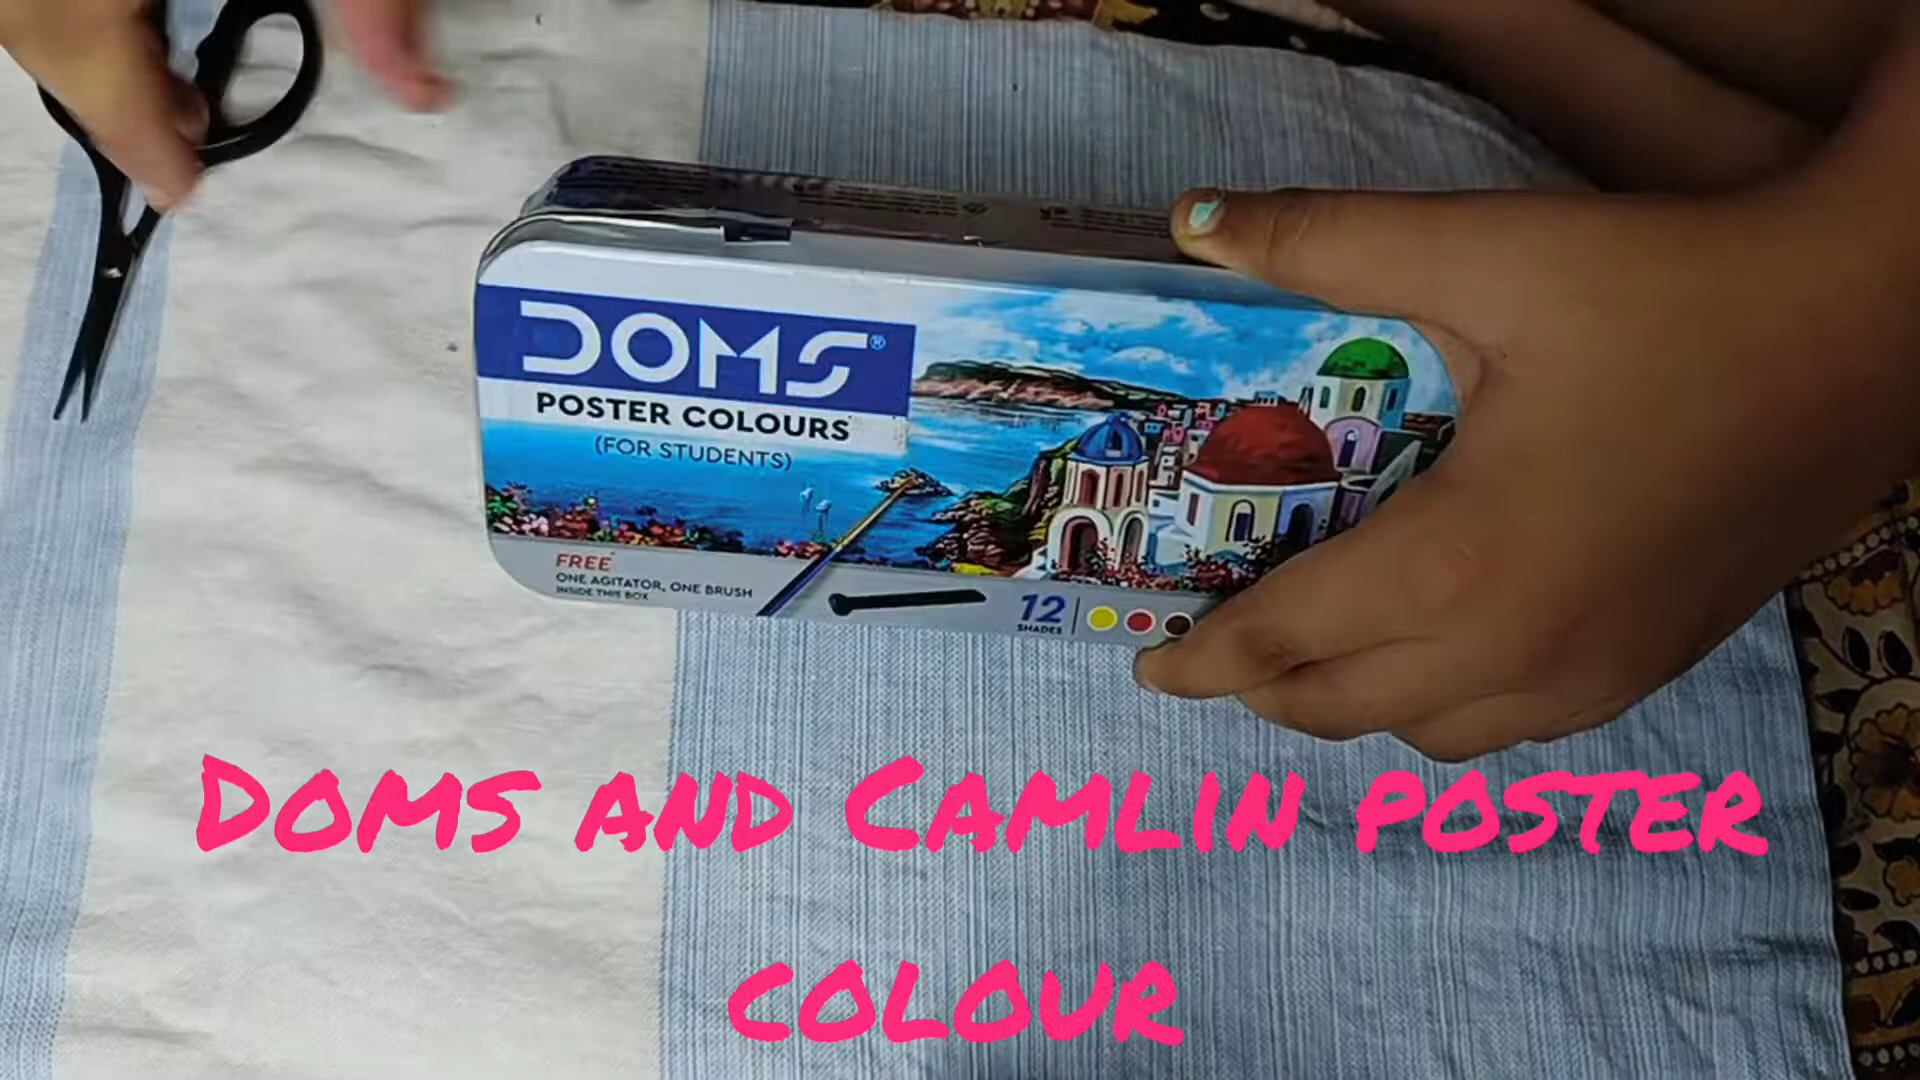 DOMS®
POSTER COLOURS
(FOR STUDENTS)
FREE*
ONE AGITATOR, ONE BRUSH
INSIDE THIS BOX
12
SHADES
Doms and Camlin poster
colour